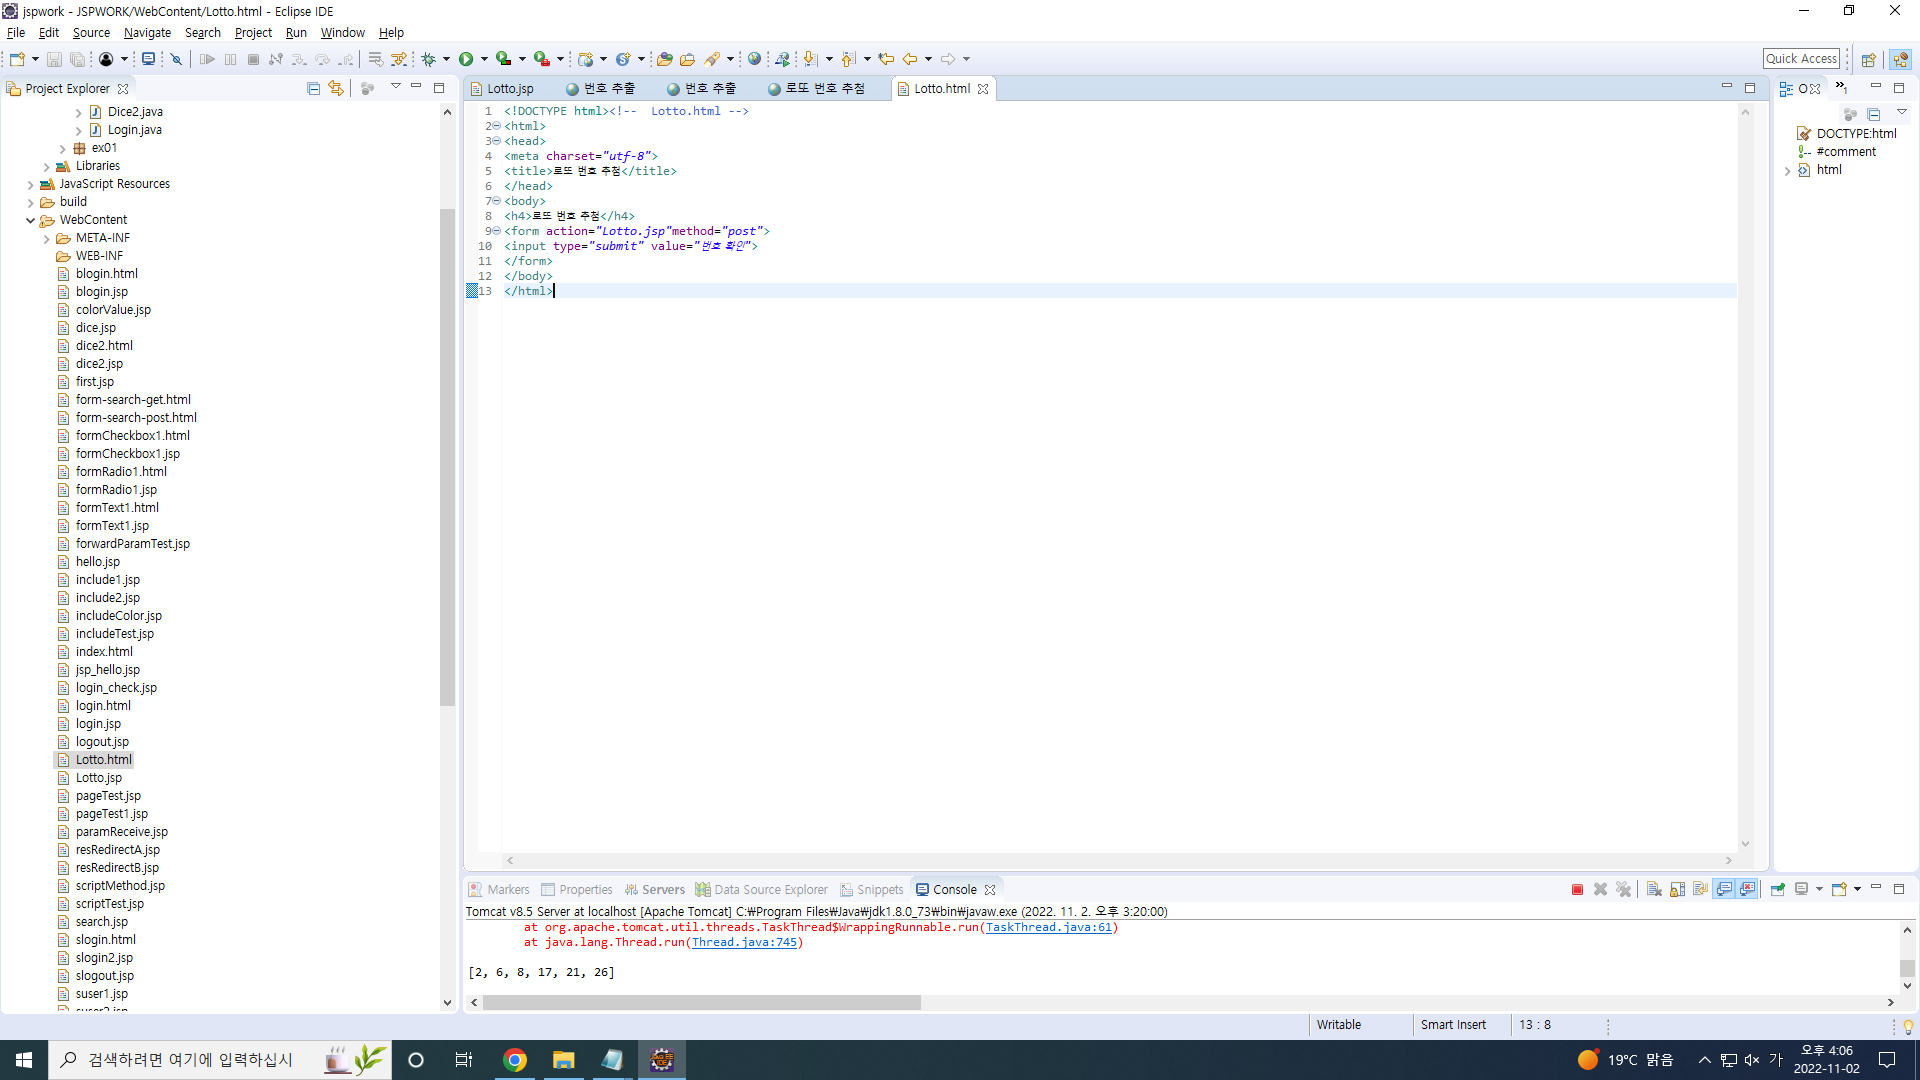 jspwork - JSPWORK/WebContent/Lotto.html - Eclipse IDE
File Edit Source Navigate Search Project Run Window Help
Quick Access
Project Explorer
Dice2.java
Login.java
ex01
Libraries
JavaScript Resources
build
WebContent
META-INF
WEB-INF
blogin.html
blogin.jsp
colorValue.jsp
dice.jsp
dice2.html
dice2.jsp
first.jsp
form-search-get.html
form-search-post.html
formCheckbox1.html
formCheckbox1.jsp
formRadio1.html
formRadio1.jsp
formText1.html
formText1.jsp
forwardParamTest.jsp
hello.jsp
include1.jsp
include2.jsp
includeColor.jsp
includeTest.jsp
index.html
jsp_hello.jsp
login_check.jsp
login.html
login.jsp
logout.jsp
Lotto.html
Lotto.jsp
pageTest.jsp
pageTest1.jsp
paramReceive.jsp
resRedirectA.jsp
resRedirectB.jsp
scriptMethod.jsp
scriptTest.jsp
search.jsp
slogin.html
slogin2.jsp
slogout.jsp
suser1.jsp
Lotto.jsp 번호 추출 번호 추출 로또 번호 추첨 Lotto.html
1 <!DOCTYPE html><!-- Lotto.html -->
2 <html>
3 <head>
4 <meta charset="utf-8">
5 <title>로또 번호 추첨</title>
6 </head>
7 <body>
8 <h4>로또 번호 추첨</h4>
9 <form action="Lotto.jsp"method="post">
10 <input type="submit" value="번호 확인">
11 </form>
12 </body>
13 </html>
O
DOCTYPE:html
#comment
html
Markers Properties Servers Data Source Explorer Snippets Console
Tomcat v8.5 Server at localhost [Apache Tomcat] C:₩Program Files₩Java₩jdk1.8.0_73₩bin₩javaw.exe (2022. 11. 2. 오후 3:20:00)
at org.apache.tomcat.util.threads.TaskThread$WrappingRunnable.run(TaskThread.java:61)
at java.lang.Thread.run(Thread.java:745)
[2, 6, 8, 17, 21, 26]
Writable Smart Insert 13 : 8
검색하려면 여기에 입력하십시
19°C 맑음
가
오후 4:06
2022-11-02